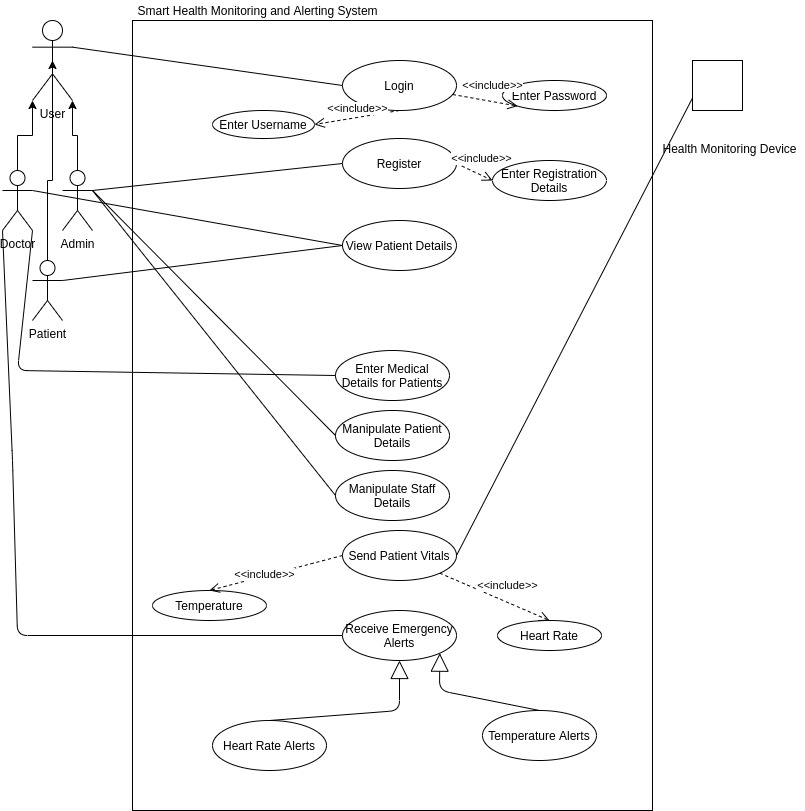 Smart Health Monitoring and Alerting System
User
Login
<<include>>
Enter Password
<<include>>
Enter Username
Health Monitoring Device
Register
<<include>>
Enter Registration
Details
Doctor
Admin
View Patient Details
Patient
Enter Medical
Details for Patients
Manipulate Patient
Details
Manipulate Staff
Details
Send Patient Vitals
<<include>>
<<include>>
Temperature
Receive Emergency
Alerts
Heart Rate
Heart Rate Alerts
Temperature Alerts